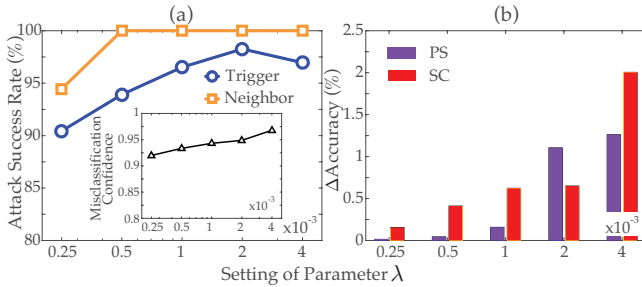 (a)
Attack Success Rate (%)
100
95
90
85
80
Trigger
Neighbor
Misclassification
Confidence
1
0.95
0.9
0.8
0.25 0.5 1 2 4
x10⁻³
0.25 0.5 1 2 4 x10⁻³
(b)
ΔAccuracy (%)
2.5
2
1.5
1
0.5
0
PS
SC
x10⁻³
0.25 0.5 1 2 4
Setting of Parameter λ